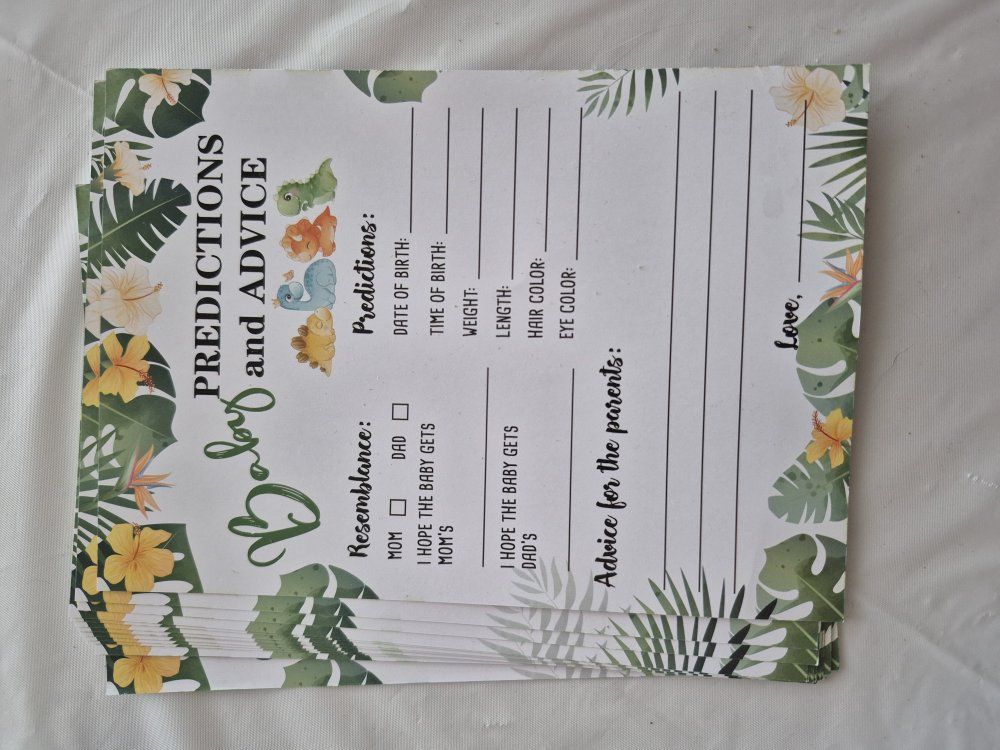 Baby PREDICTIONS
and ADVICE
Resemblance:
MOM DAD
I HOPE THE BABY GETS
MOM'S
I HOPE THE BABY GETS
DAD'S
Predictions:
DATE OF BIRTH:
TIME OF BIRTH:
WEIGHT:
LENGTH:
HAIR COLOR:
EYE COLOR:
Advice for the parents:
Love,